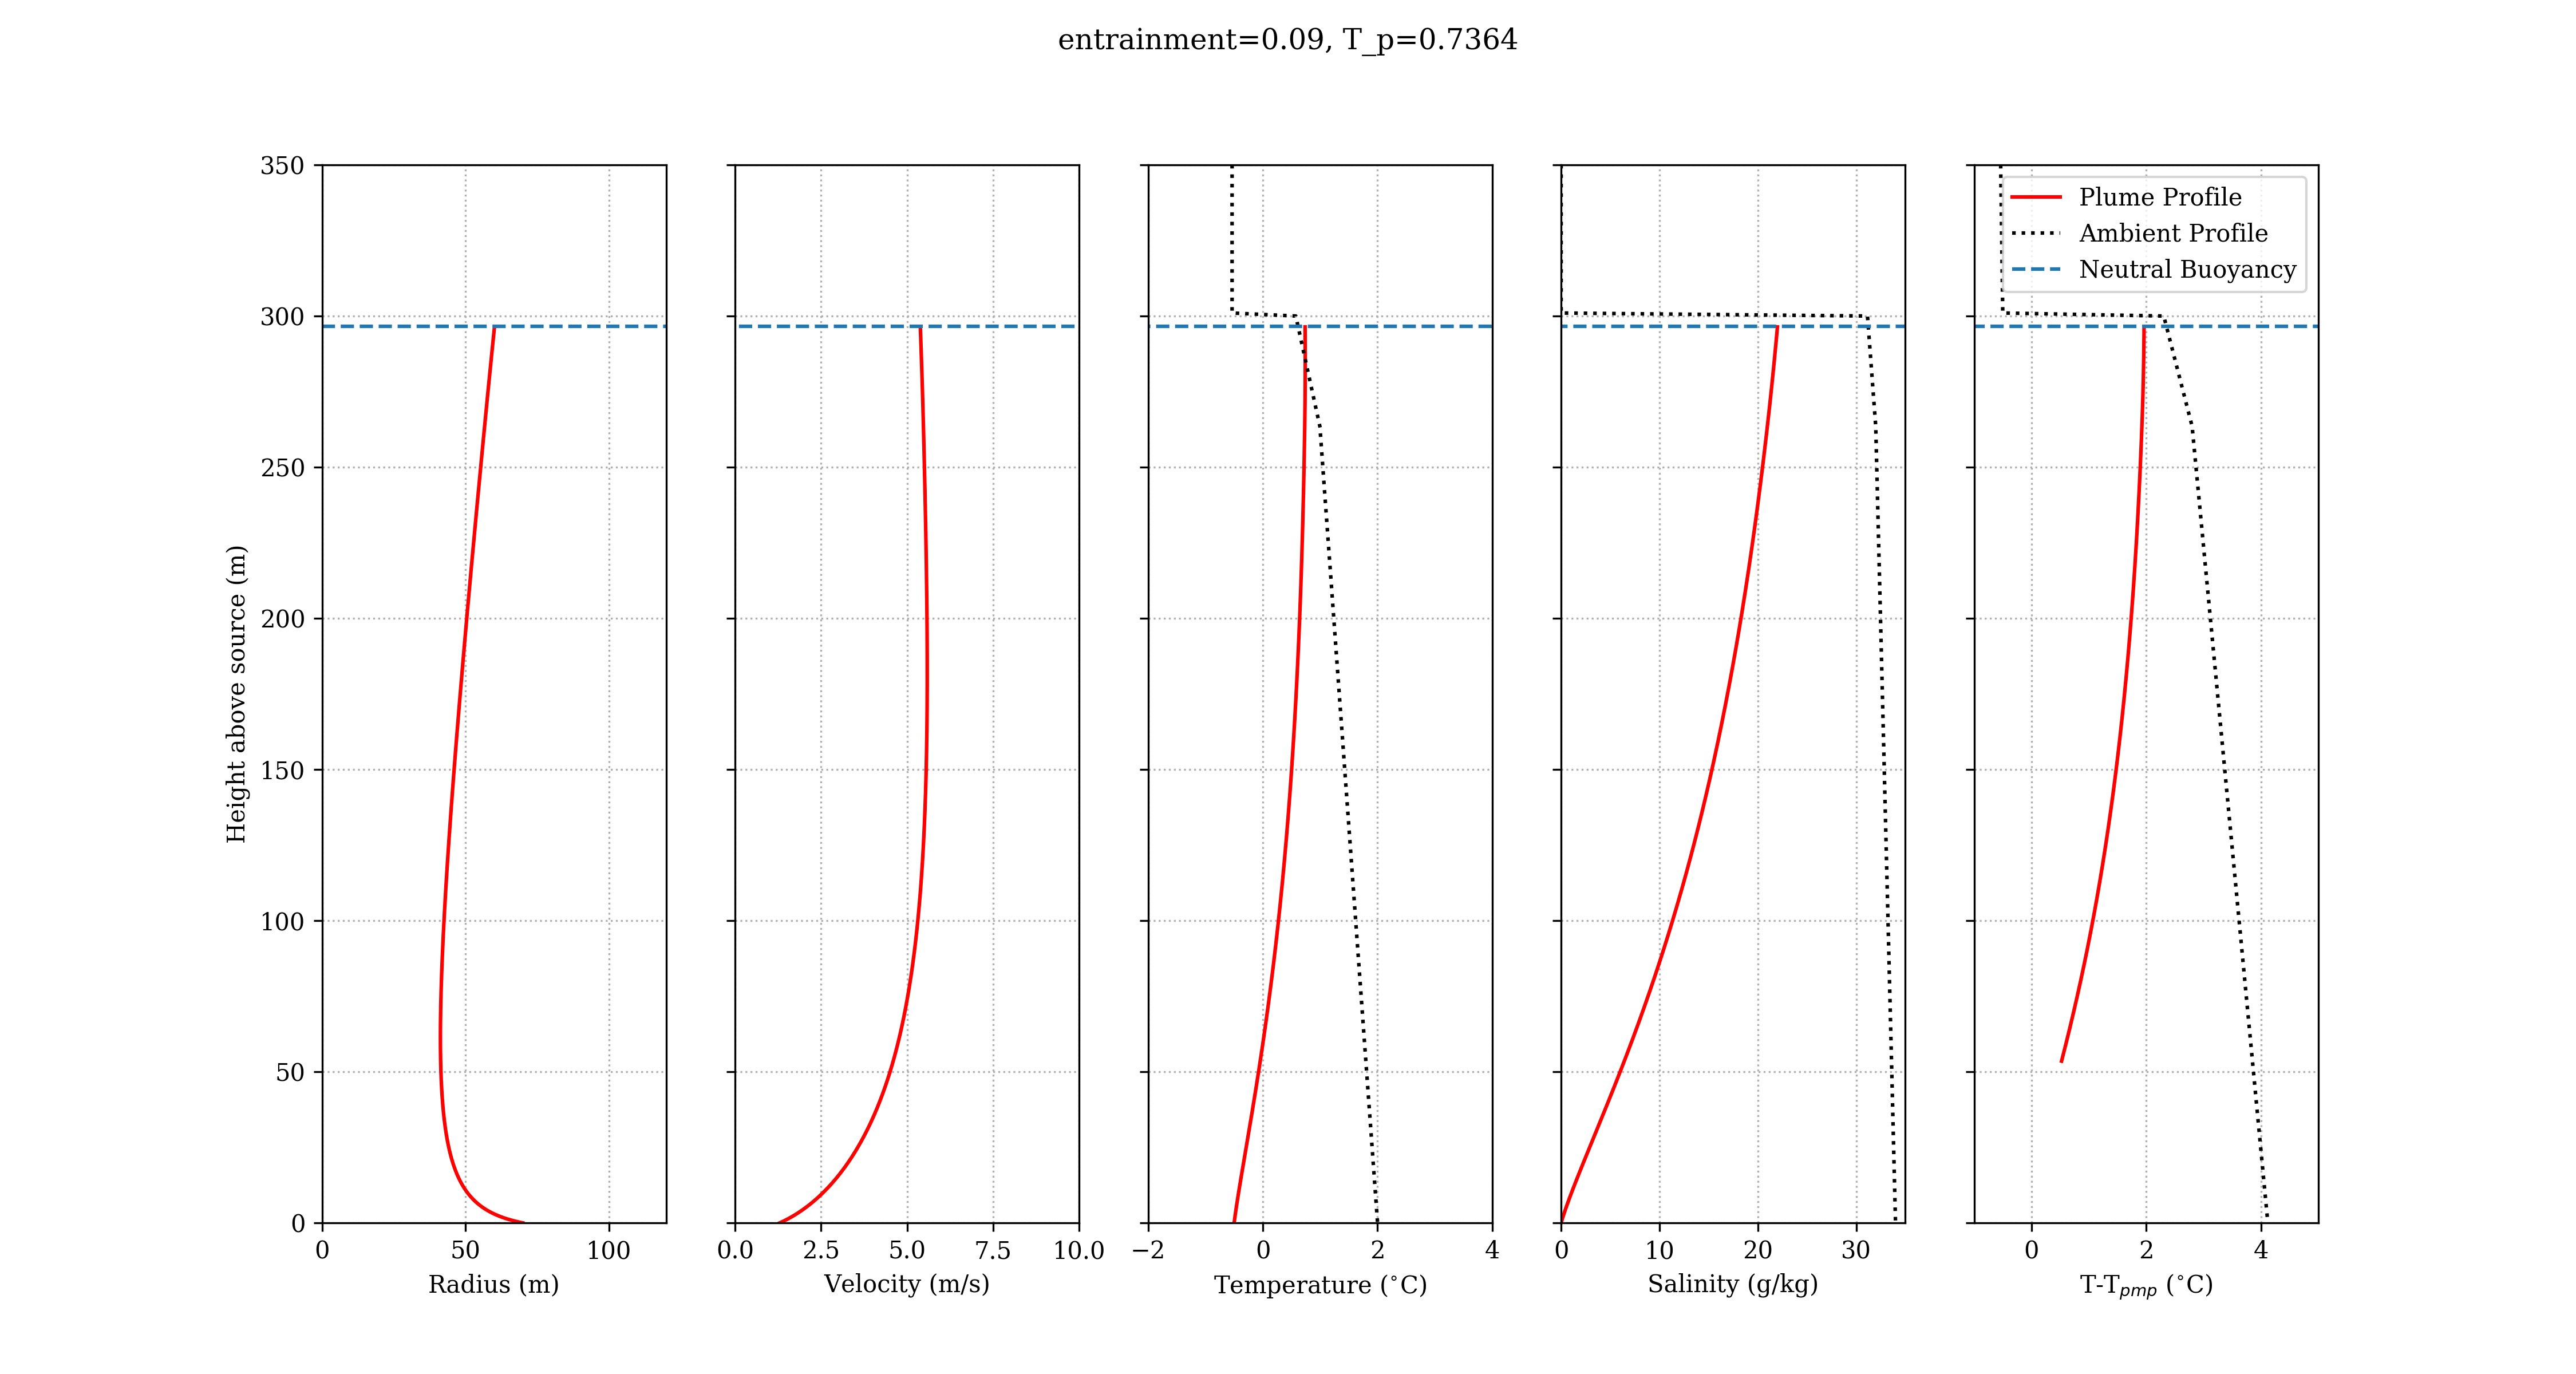 entrainment=0.09, T_p=0.7364
Height above source (m)
350
300
250
200
150
100
50
0
0 50 100
Radius (m)
0.0 2.5 5.0 7.5 10.0
Velocity (m/s)
−2 0 2 4
Temperature (°C)
0 10 20 30
Salinity (g/kg)
Plume Profile
Ambient Profile
Neutral Buoyancy
0 2 4
T-Tpmp (°C)